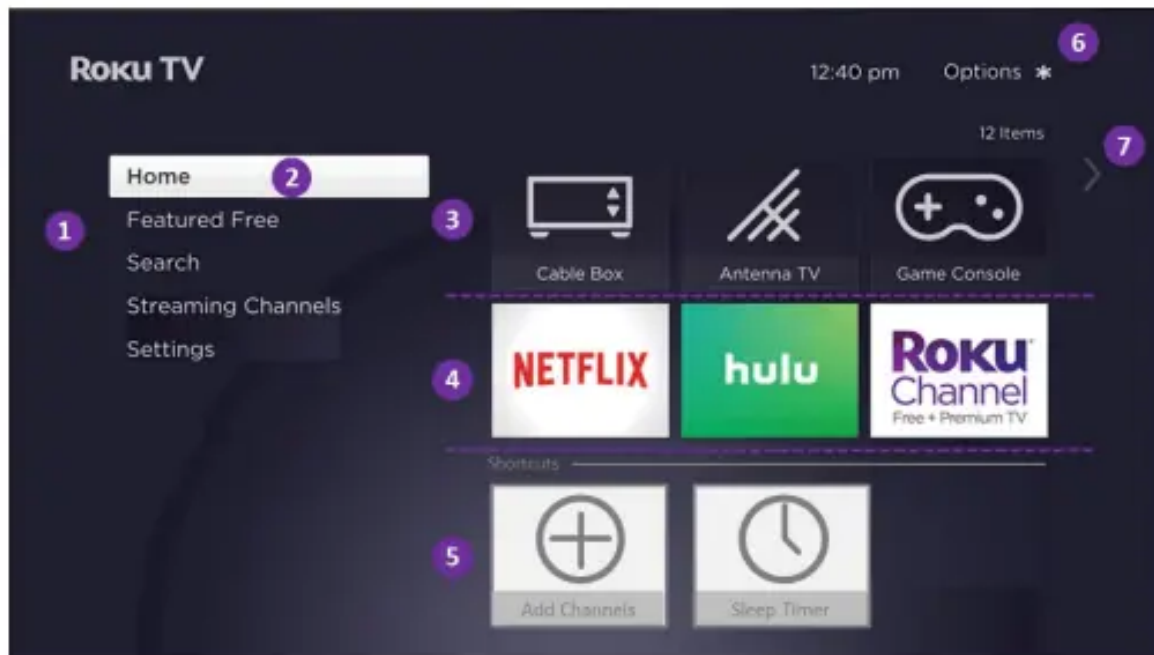 6
Roku TV
12:40 pm Options *
12 Items
7
Home 2
1
Featured Free
Search
Streaming Channels
Settings
3
Cable Box Antenna TV Game Console
4
NETFLIX
hulu
Roku
Channel
Free + Premium TV
Shortcuts
5
Add Channels Sleep Timer